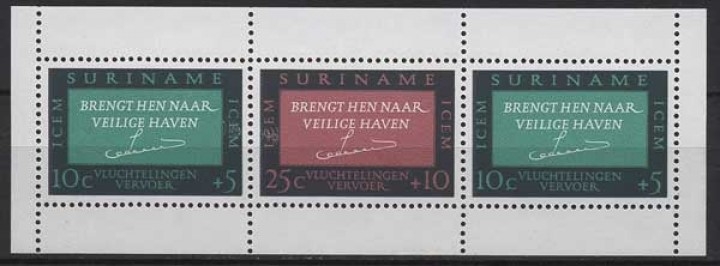 SURINAME
ICEM
BRENGT HEN NAAR
VEILIGE HAVEN
ICEM
10C VLUCHTELINGEN +5
VERVOER
SURINAME
ICEM
BRENGT HEN NAAR
VEILIGE HAVEN
ICEM
25C VLUCHTELINGEN +10
VERVOER
SURINAME
ICEM
BRENGT HEN NAAR
VEILIGE HAVEN
ICEM
10C VLUCHTELINGEN +5
VERVOER